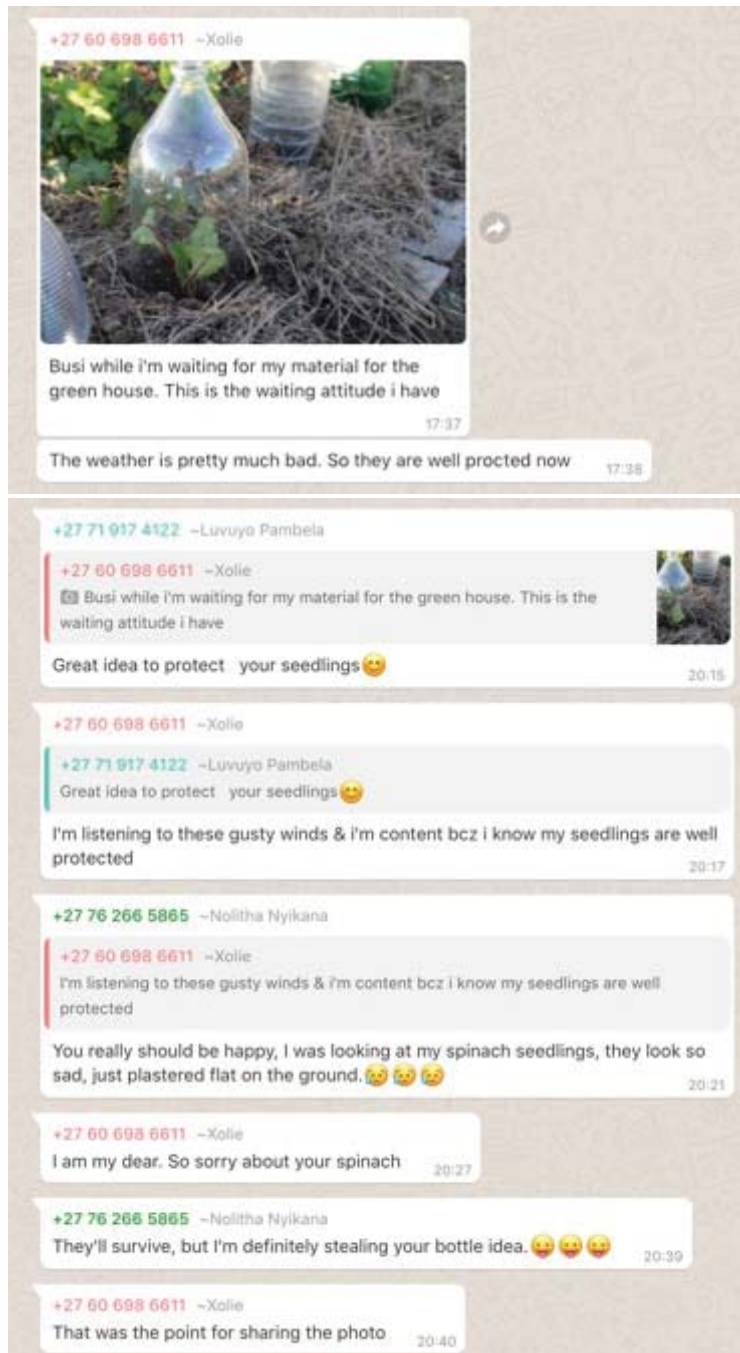 +27 60 698 6611 ~Xolie
Busi while i'm waiting for my material for the
green house. This is the waiting attitude i have
17:37
The weather is pretty much bad. So they are well procted now
17:38
+27 71 917 4122 ~Luvuyo Pambela
+27 60 698 6611 ~Xolie
Busi while i'm waiting for my material for the green house. This is the
waiting attitude i have
Great idea to protect your seedlings😊
20:15
+27 60 698 6611 ~Xolie
+27 71 917 4122 ~Luvuyo Pambela
Great idea to protect your seedlings😊
I'm listening to these gusty winds & i'm content bcz i know my seedlings are well
protected
20:17
+27 76 266 5865 ~Nolitha Nyikana
+27 60 698 6611 ~Xolie
I'm listening to these gusty winds & i'm content bcz i know my seedlings are well
protected
You really should be happy, I was looking at my spinach seedlings, they look so
sad, just plastered flat on the ground.😥😥😥
20:21
+27 60 698 6611 ~Xolie
I am my dear. So sorry about your spinach
20:27
+27 76 266 5865 ~Nolitha Nyikana
They'll survive, but I'm definitely stealing your bottle idea.😛😛😛
20:39
+27 60 698 6611 ~Xolie
That was the point for sharing the photo
20:40